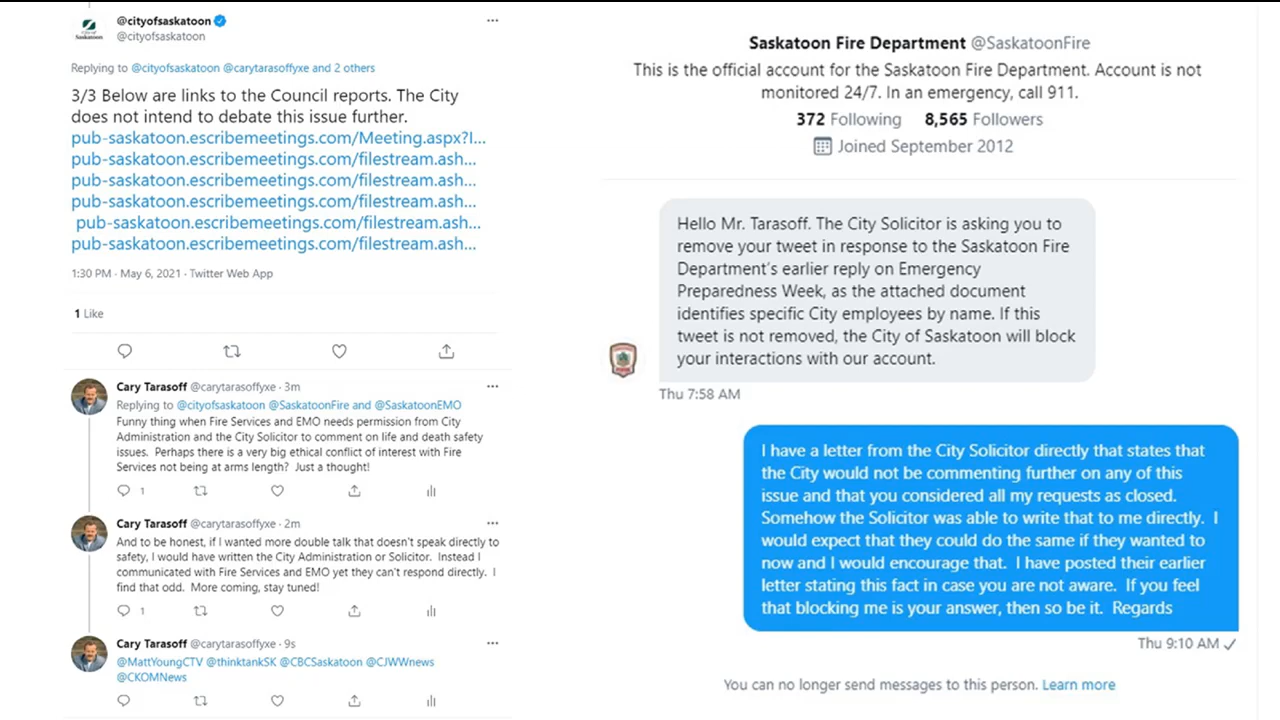 @cityofsaskatoon
@cityofsaskatoon
City of
Saskatoon
Replying to @cityofsaskatoon @carytarasoffyxe and 2 others
3/3 Below are links to the Council reports. The City
does not intend to debate this issue further.
pub-saskatoon.escribemeetings.com/Meeting.aspx?I...
pub-saskatoon.escribemeetings.com/filestream.ash...
pub-saskatoon.escribemeetings.com/filestream.ash...
pub-saskatoon.escribemeetings.com/filestream.ash...
pub-saskatoon.escribemeetings.com/filestream.ash...
pub-saskatoon.escribemeetings.com/filestream.ash...
1:30 PM · May 6, 2021 · Twitter Web App
1 Like
Cary Tarasoff @carytarasoffyxe · 3m
Replying to @cityofsaskatoon @SaskatoonFire and @SaskatoonEMO
Funny thing when Fire Services and EMO needs permission from City
Administration and the City Solicitor to comment on life and death safety
issues. Perhaps there is a very big ethical conflict of interest with Fire
Services not being at arms length? Just a thought!
1
Cary Tarasoff @carytarasoffyxe · 2m
And to be honest, if I wanted more double talk that doesn't speak directly to
safety, I would have written the City Administration or Solicitor. Instead I
communicated with Fire Services and EMO yet they can't respond directly. I
find that odd. More coming, stay tuned!
1
Cary Tarasoff @carytarasoffyxe · 9s
@MattYoungCTV @thinktankSK @CBCSaskatoon @CJWWnews
@CKOMNews
Saskatoon Fire Department @SaskatoonFire
This is the official account for the Saskatoon Fire Department. Account is not
monitored 24/7. In an emergency, call 911.
372 Following 8,565 Followers
Joined September 2012
Hello Mr. Tarasoff. The City Solicitor is asking you to
remove your tweet in response to the Saskatoon Fire
Department's earlier reply on Emergency
Preparedness Week, as the attached document
identifies specific City employees by name. If this
tweet is not removed, the City of Saskatoon will block
your interactions with our account.
Thu 7:58 AM
I have a letter from the City Solicitor directly that states that
the City would not be commenting further on any of this
issue and that you considered all my requests as closed.
Somehow the Solicitor was able to write that to me directly. I
would expect that they could do the same if they wanted to
now and I would encourage that. I have posted their earlier
letter stating this fact in case you are not aware. If you feel
that blocking me is your answer, then so be it. Regards
Thu 9:10 AM
You can no longer send messages to this person. Learn more